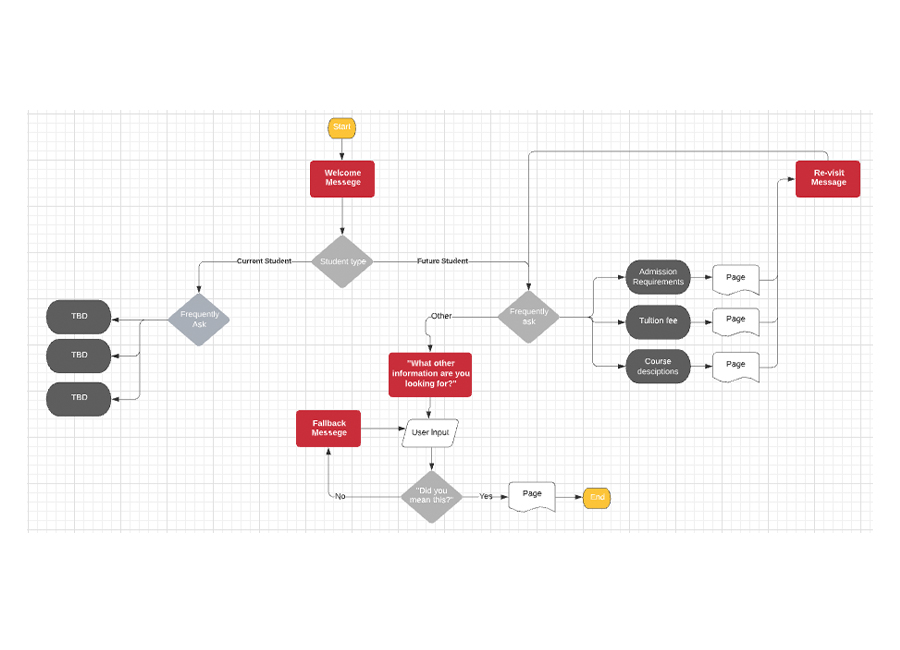 Start
Welcome
Messege
Re-visit
Message
Student type
Current Student
Future Student
Admission
Requirements
Page
Frequently
Ask
Frequently
ask
Other
TBD
Tuition fee
Page
TBD
Course
desciptions
Page
TBD
"What other
information are you
looking for?"
Fallback
Messege
User Input
"Did you
mean this?"
No
Yes
Page
End